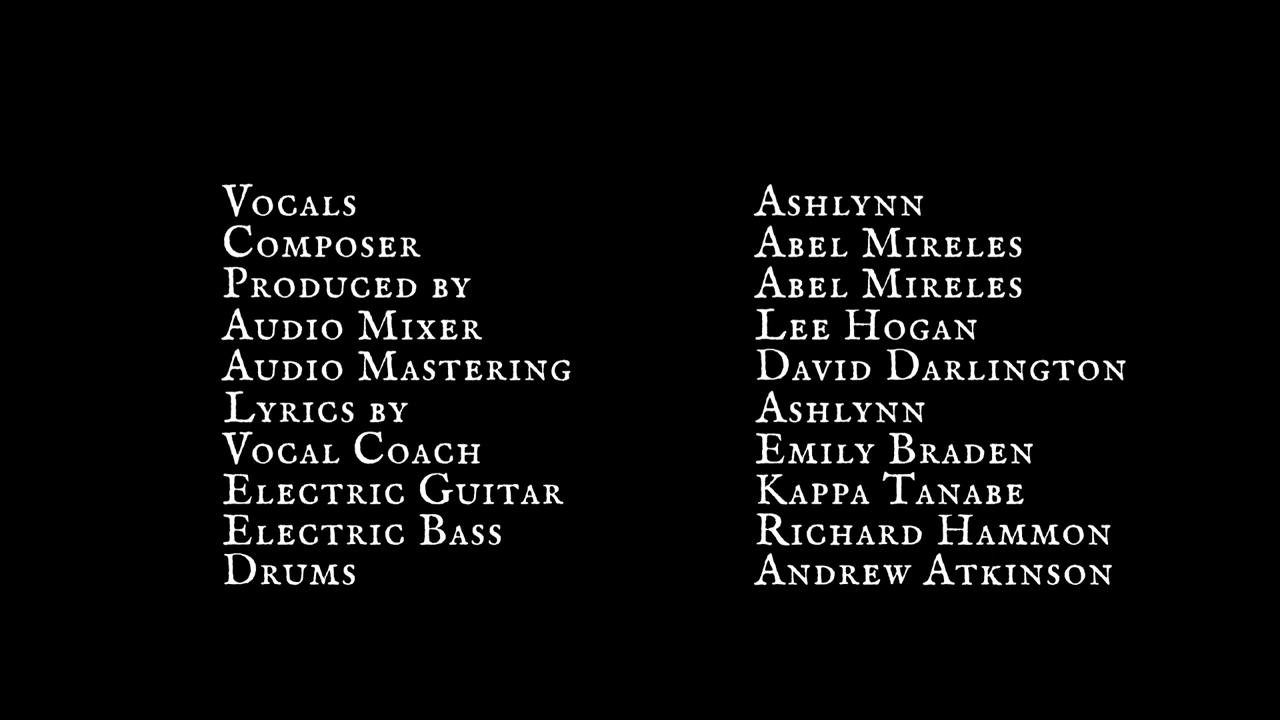 Vocals Ashlynn
Composer Abel Mireles
Produced by Abel Mireles
Audio Mixer Lee Hogan
Audio Mastering David Darlington
Lyrics by Ashlynn
Vocal Coach Emily Braden
Electric Guitar Kappa Tanabe
Electric Bass Richard Hammon
Drums Andrew Atkinson